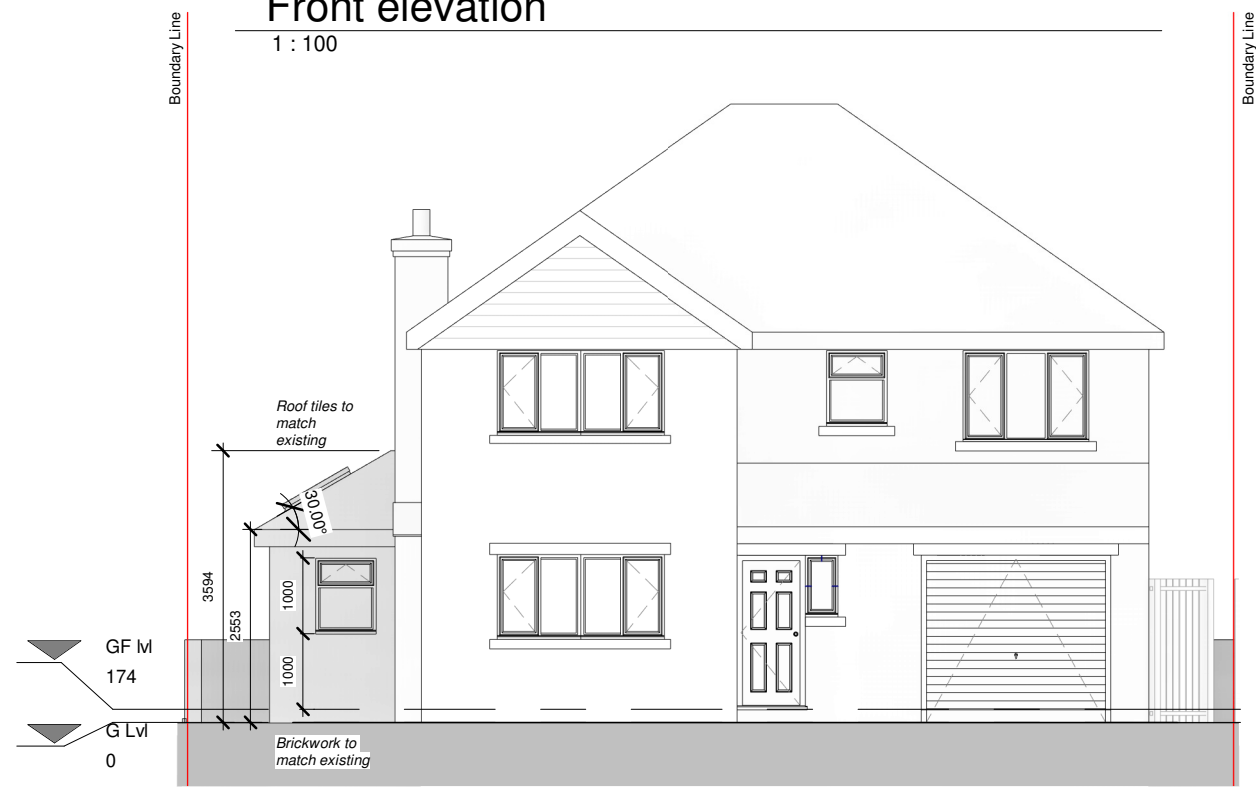 Front elevation
1 : 100
Boundary Line
Boundary Line
Roof tiles to
match
existing
30.00°
3594
2553
1000
1000
GF lvl
174
G Lvl
0
Brickwork to
match existing